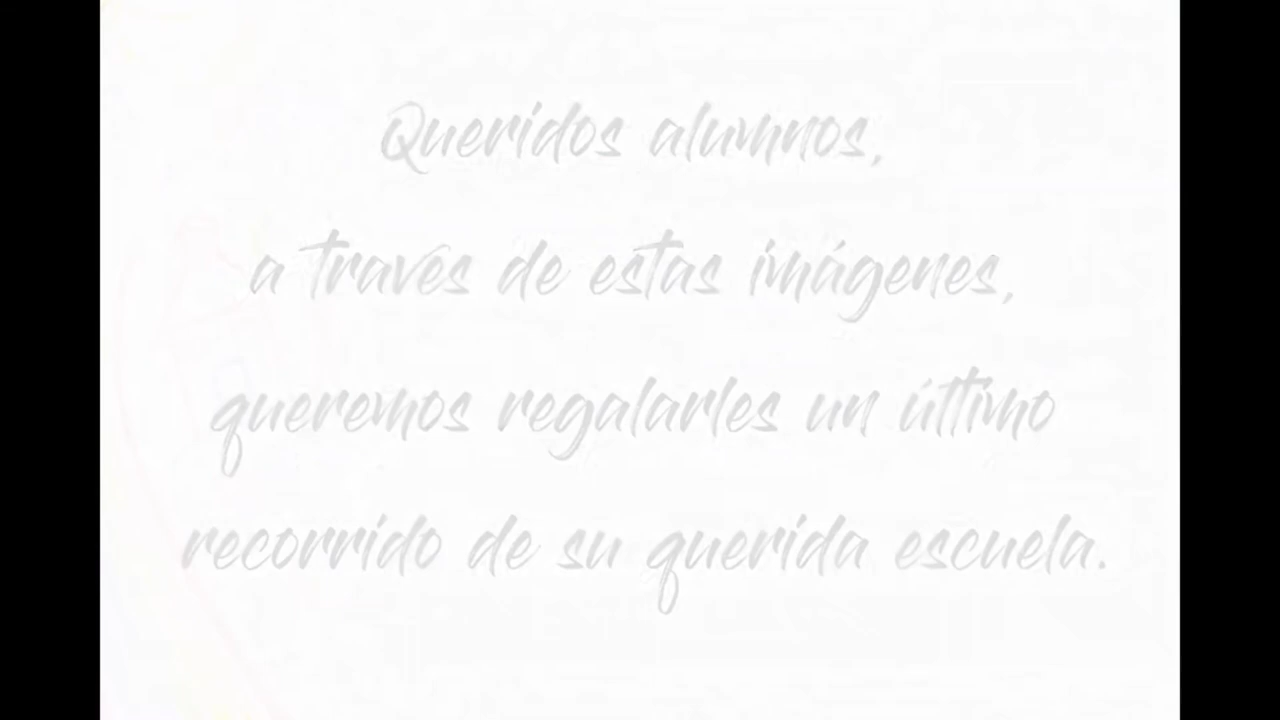 Queridos alumnos,
a través de estas imágenes,
queremos regalarles un último
recorrido de su querida escuela.